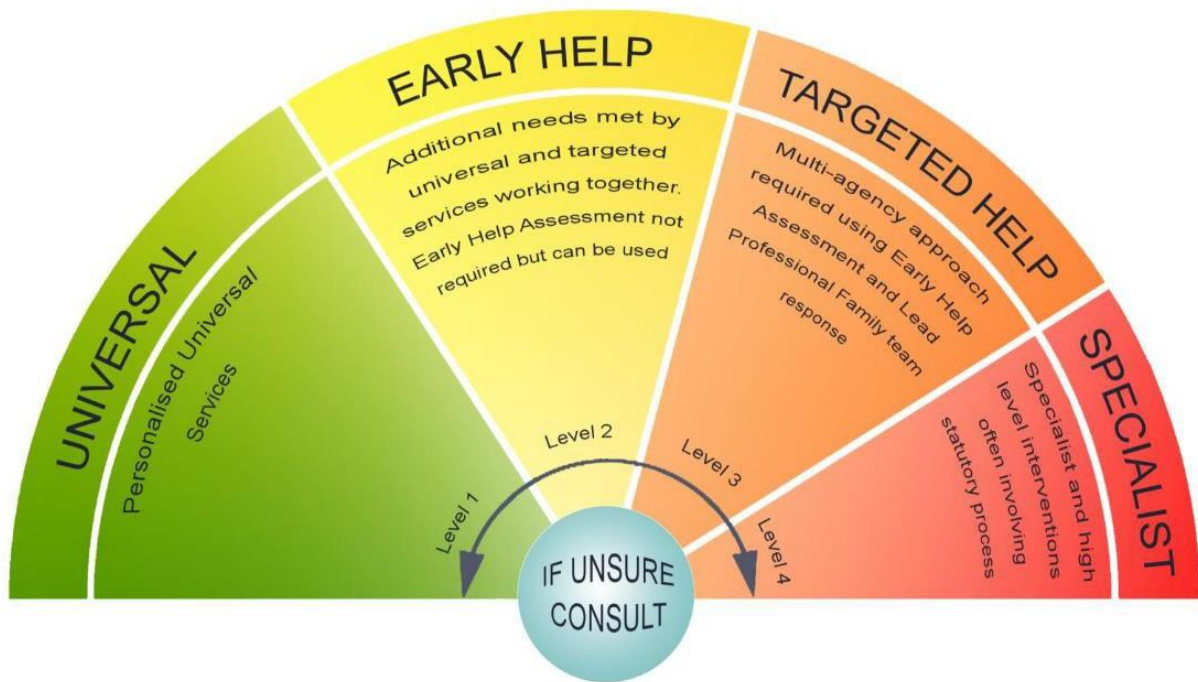 UNIVERSAL
Personalised Universal
Services
Level 1
EARLY HELP
Additional needs met by
universal and targeted
services working together.
Early Help Assessment not
required but can be used
Level 2
TARGETED HELP
Multi-agency approach
required using Early Help
Assessment and Lead
Professional Family team
response
Level 3
SPECIALIST
Specialist and high
level interventions
often involving
statutory process
Level 4
IF UNSURE
CONSULT